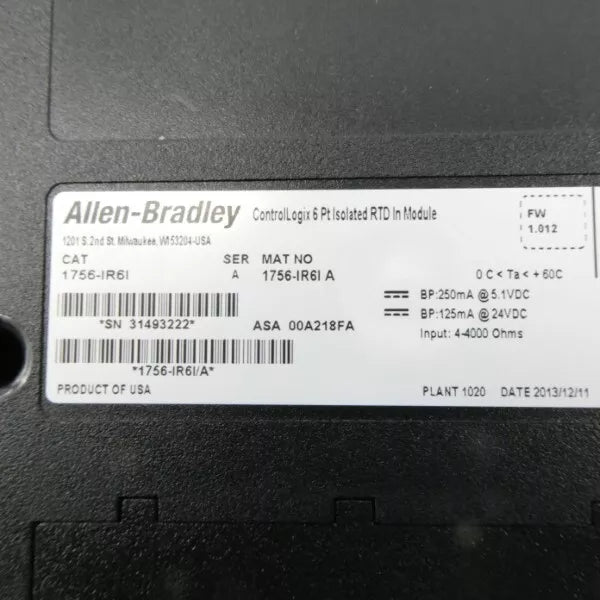 Allen-Bradley ControlLogix 6 Pt Isolated RTD In Module
FW
1.012
1201 S. 2nd St. Milwaukee, WI 53204-USA
CAT SER MAT NO
1756-IR6I A 1756-IR6I A
0 C < Ta < + 60C
BP:250mA @ 5.1VDC
BP:125mA @ 24VDC
Input: 4-4000 Ohms
*SN 31493222* ASA 00A218FA
*1756-IR6I/A*
PRODUCT OF USA PLANT 1020 DATE 2013/12/11